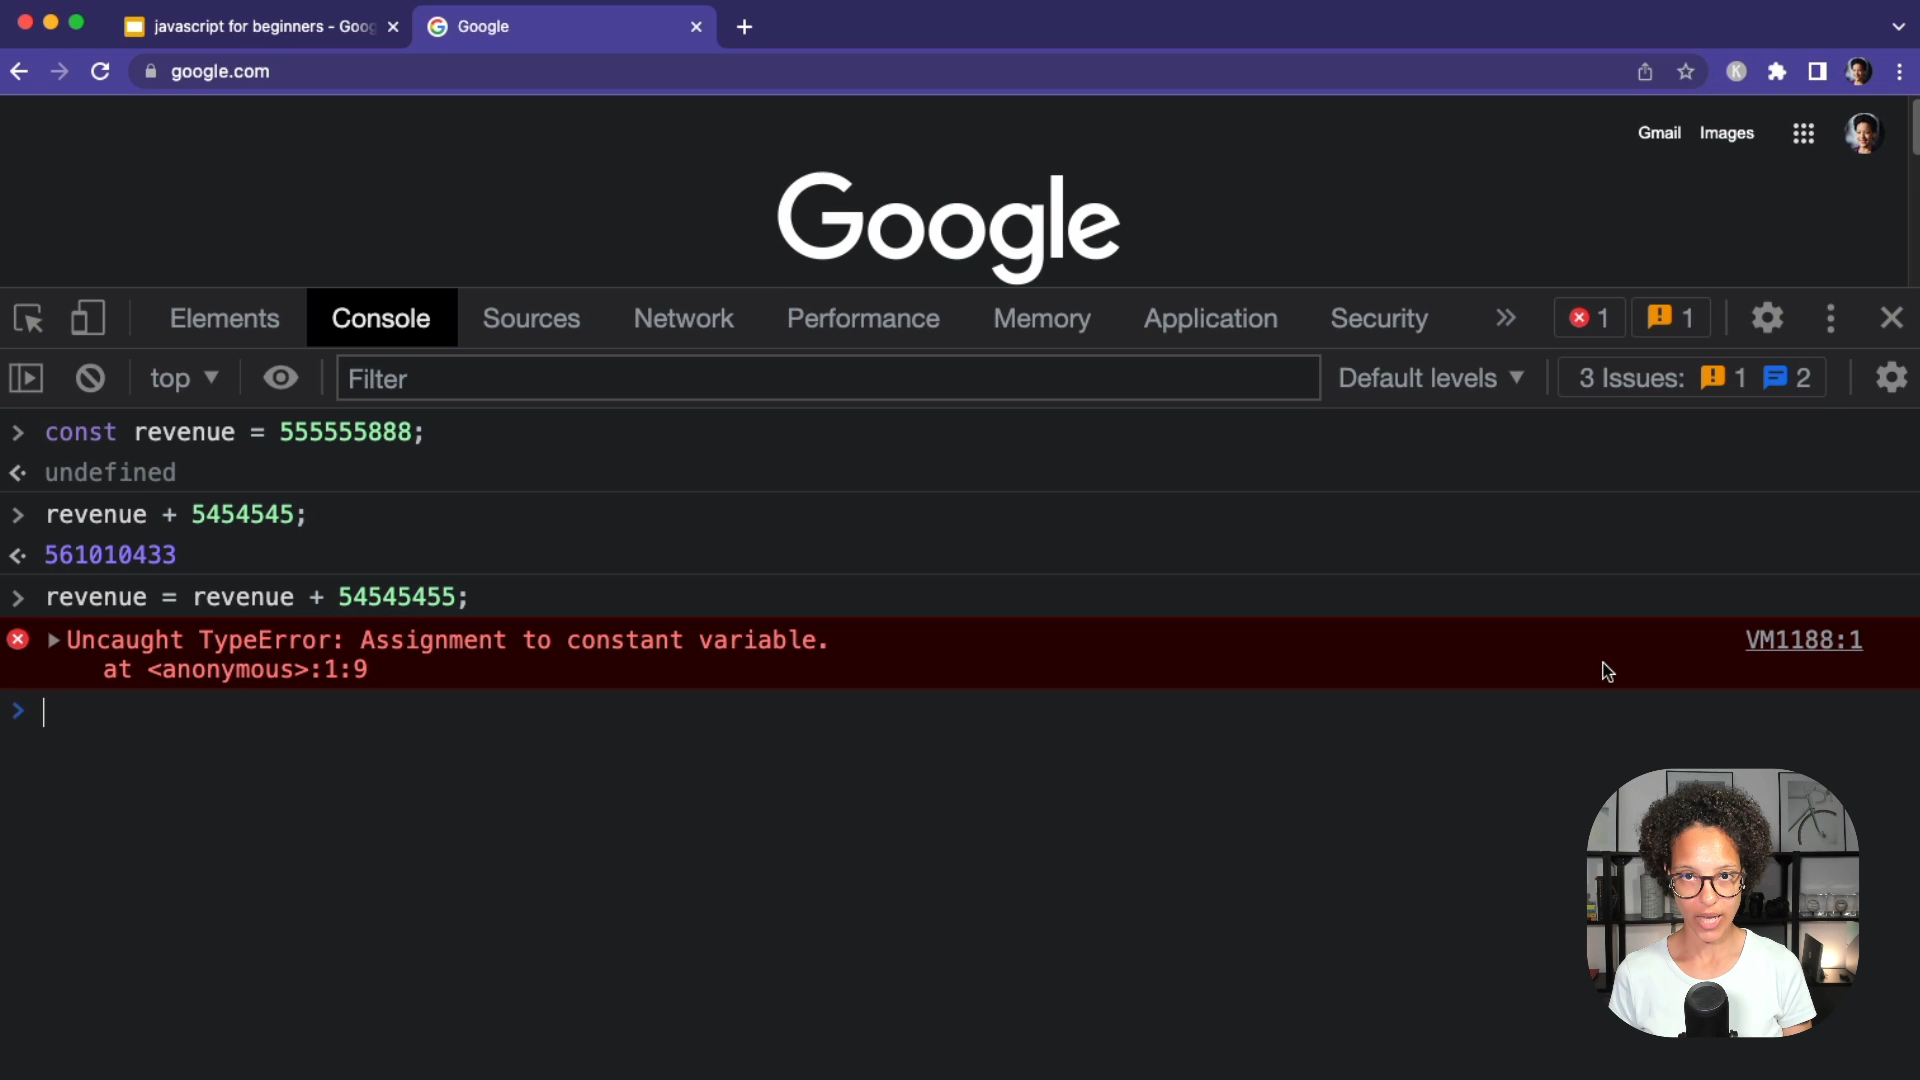 javascript for beginners - Goog
Google
google.com
K
Gmail Images
Google
Elements Console Sources Network Performance Memory Application Security 1 1
top Filter Default levels 3 Issues: 1 2
const revenue = 555555888;
undefined
revenue + 5454545;
561010433
revenue = revenue + 54545455;
Uncaught TypeError: Assignment to constant variable. VM1188:1
at <anonymous>:1:9